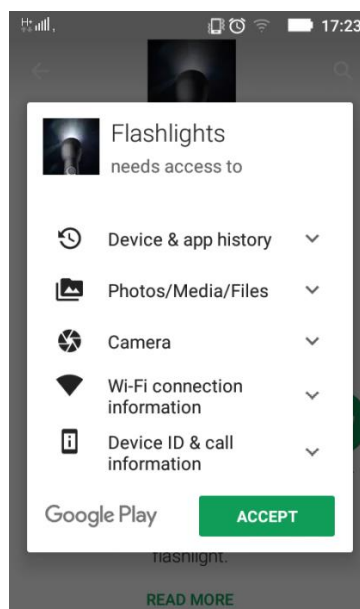 H+
17:23
Flashlights
needs access to
Device & app history
Photos/Media/Files
Camera
Wi-Fi connection
information
Device ID & call
information
Google Play
ACCEPT
flashlight.
READ MORE